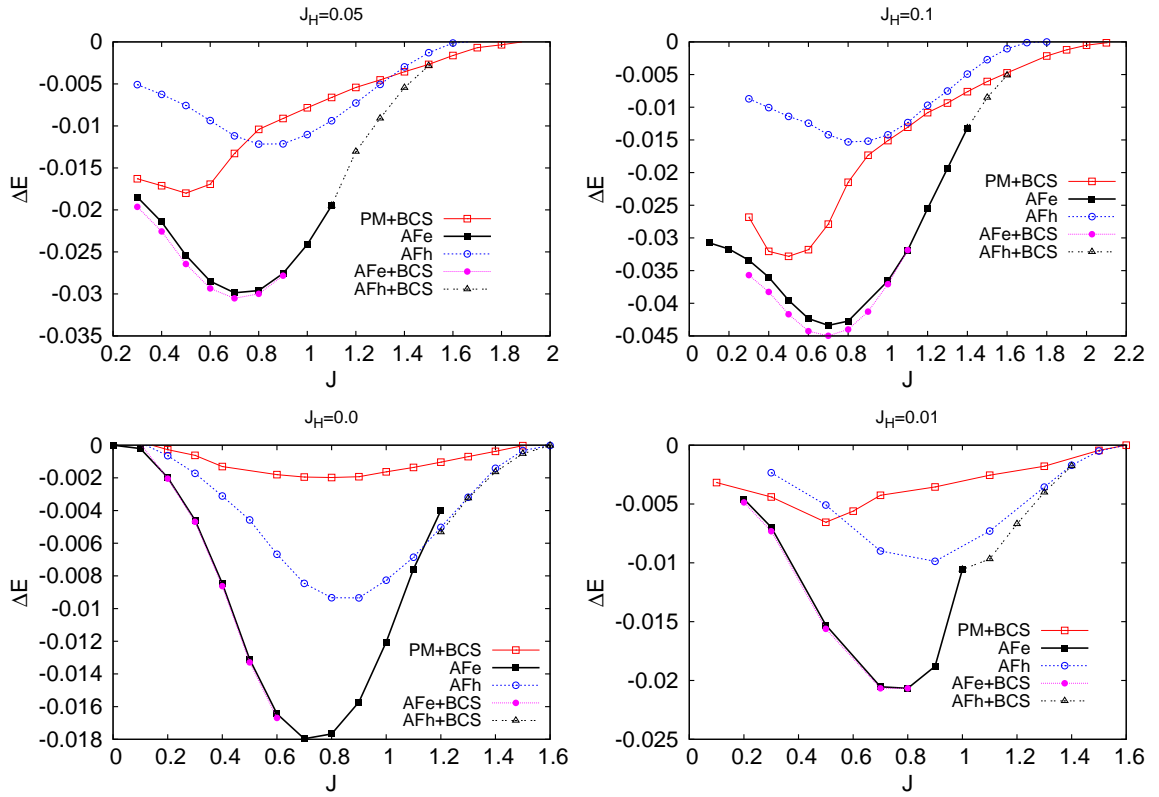 J_H=0.05
0
-0.005
-0.01
-0.015
-0.02
-0.025
-0.03
-0.035
0.2 0.4 0.6 0.8 1 1.2 1.4 1.6 1.8 2
ΔE
J
PM+BCS
AFe
AFh
AFe+BCS
AFh+BCS
J_H=0.1
0
-0.005
-0.01
-0.015
-0.02
-0.025
-0.03
-0.035
-0.04
-0.045
0 0.2 0.4 0.6 0.8 1 1.2 1.4 1.6 1.8 2 2.2
ΔE
J
PM+BCS
AFe
AFh
AFe+BCS
AFh+BCS
J_H=0.0
0
-0.002
-0.004
-0.006
-0.008
-0.01
-0.012
-0.014
-0.016
-0.018
0 0.2 0.4 0.6 0.8 1 1.2 1.4 1.6
ΔE
J
PM+BCS
AFe
AFh
AFe+BCS
AFh+BCS
J_H=0.01
0
-0.005
-0.01
-0.015
-0.02
-0.025
0 0.2 0.4 0.6 0.8 1 1.2 1.4 1.6
ΔE
J
PM+BCS
AFe
AFh
AFe+BCS
AFh+BCS